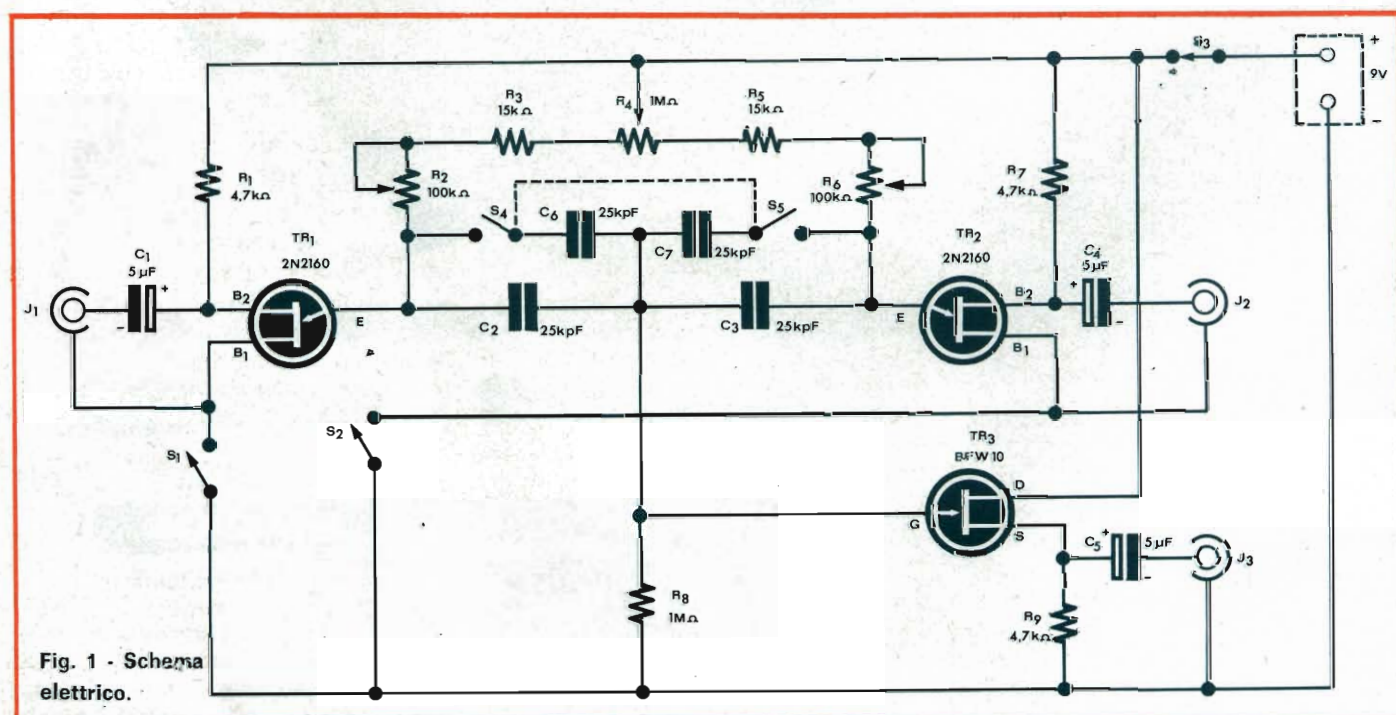 +
9V
−
S3
R3
15kΩ
R4
1MΩ
R5
15kΩ
R1
4,7kΩ
R2
100kΩ
S4
C6
25kpF
C7
25kpF
S5
R6
100kΩ
R7
4,7kΩ
TR1
2N2160
TR2
2N2160
C1
5µF
+
−
J1
B2
B1
E
C2
25kpF
C3
25kpF
E
B2
B1
C4
5µF
+
−
J2
S1
S2
TR3
BFW10
G
D
S
C5
+
5µF
−
J3
R8
1MΩ
R9
4,7kΩ
Fig. 1 - Schema
elettrico.